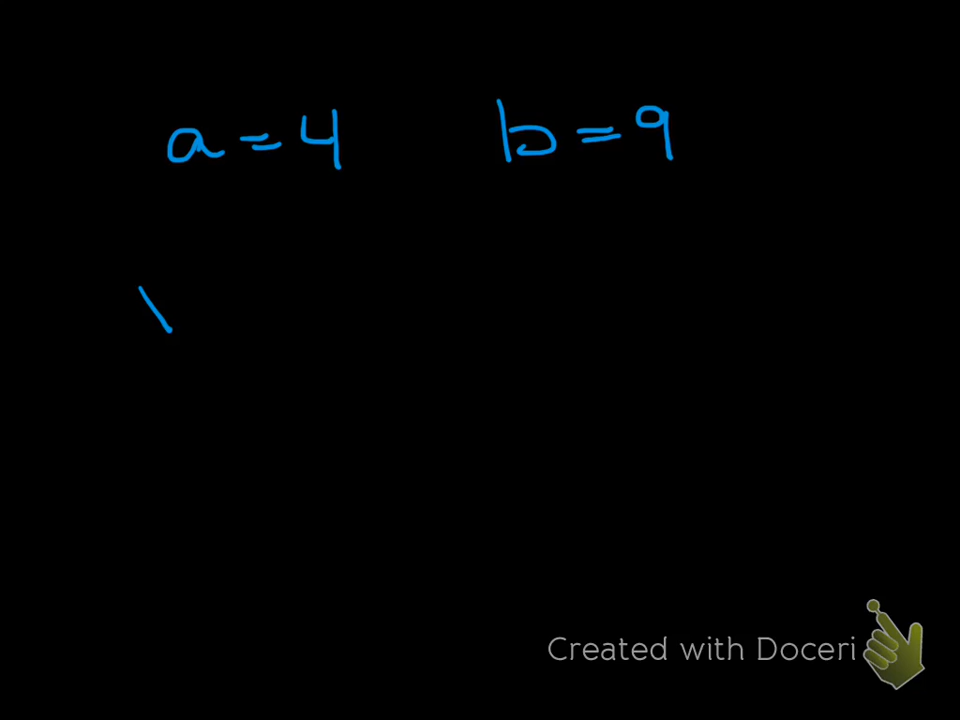 a = 4 b = 9
Created with Doceri